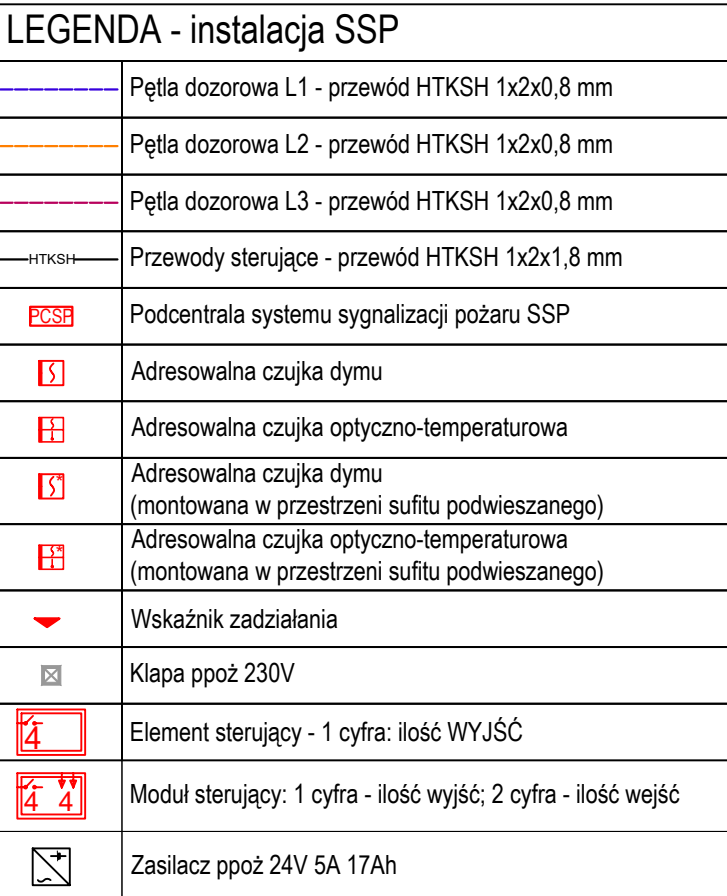 LEGENDA - instalacja SSP
Pętla dozorowa L1 - przewód HTKSH 1x2x0,8 mm
Pętla dozorowa L2 - przewód HTKSH 1x2x0,8 mm
Pętla dozorowa L3 - przewód HTKSH 1x2x0,8 mm
HTKSH Przewody sterujące - przewód HTKSH 1x2x1,8 mm
PCSP Podcentrala systemu sygnalizacji pożaru SSP
Adresowalna czujka dymu
Adresowalna czujka optyczno-temperaturowa
Adresowalna czujka dymu
(montowana w przestrzeni sufitu podwieszanego)
Adresowalna czujka optyczno-temperaturowa
(montowana w przestrzeni sufitu podwieszanego)
Wskaźnik zadziałania
Klapa ppoż 230V
4 Element sterujący - 1 cyfra: ilość WYJŚĆ
4 4 Moduł sterujący: 1 cyfra - ilość wyjść; 2 cyfra - ilość wejść
Zasilacz ppoż 24V 5A 17Ah